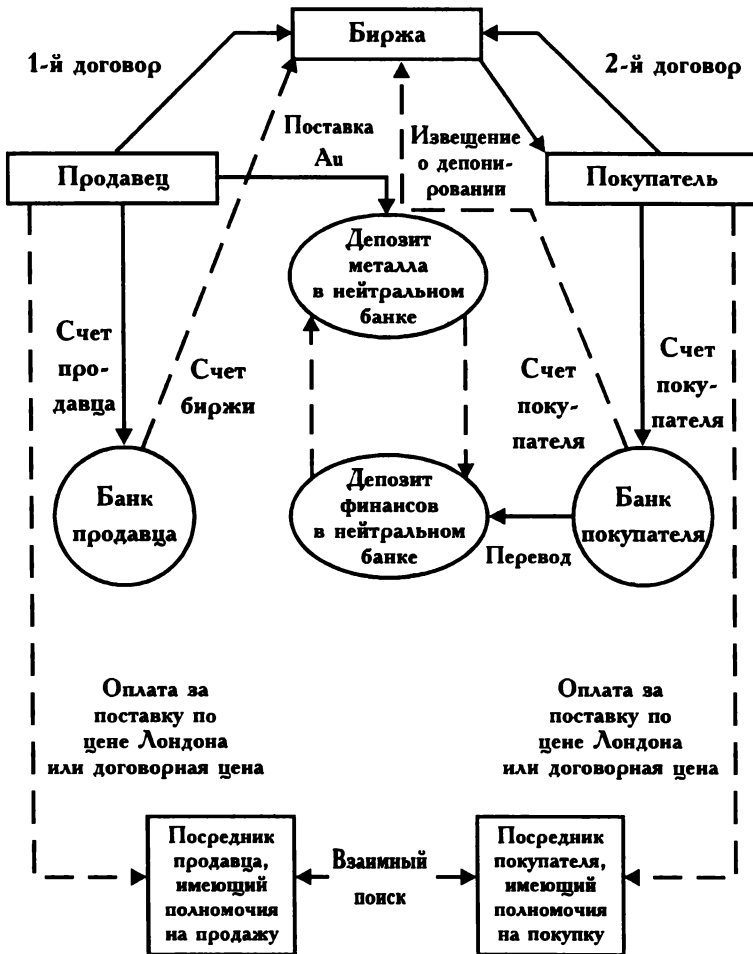 Биржа
1-й договор
2-й договор
Поставка
Au
Извещение
о депони-
ровании
Продавец
Покупатель
Депозит
металла
в нейтральном
банке
Счет
про-
давца
Счет
биржи
Счет
поку-
пателя
Счет
поку-
пателя
Банк
продавца
Депозит
финансов
в нейтральном
банке
Банк
покупателя
Перевод
Оплата за
поставку по
цене Лондона
или договорная цена
Оплата за
поставку по
цене Лондона
или договорная цена
Посредник
продавца,
имеющий
полномочия
на продажу
Взаимный
поиск
Посредник
покупателя,
имеющий
полномочия
на покупку